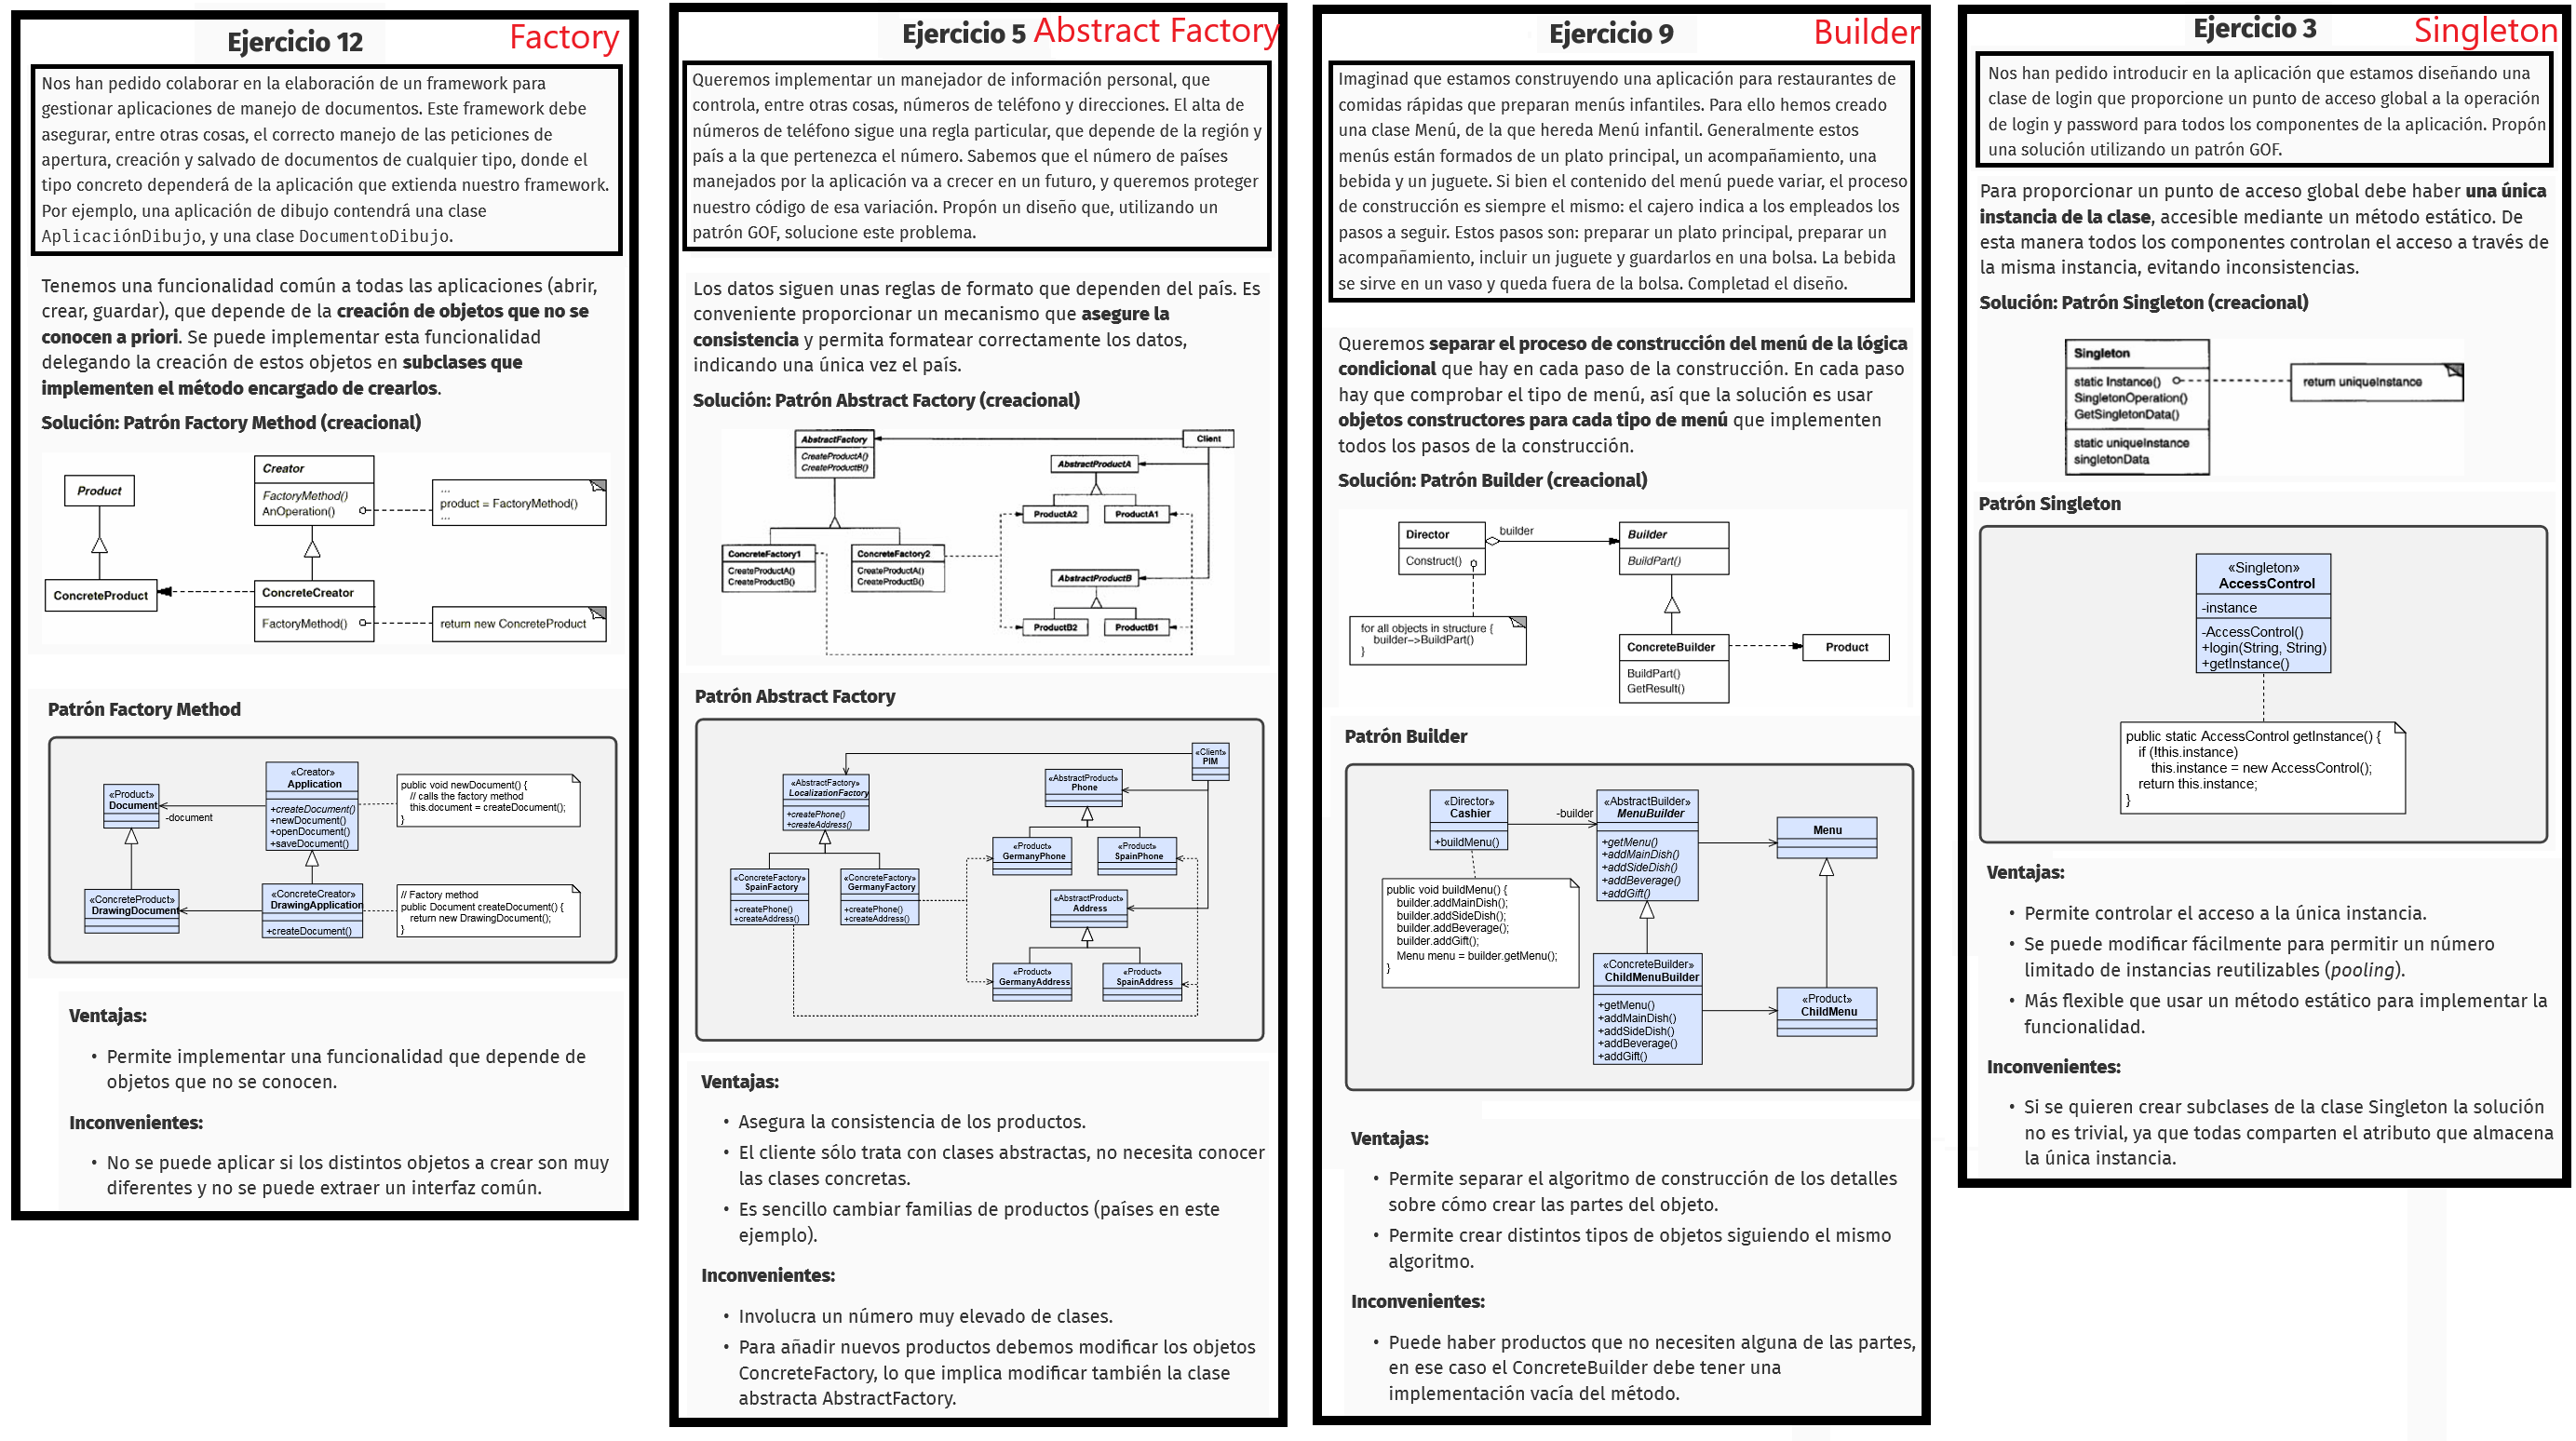 Ejercicio 12
Factory
Nos han pedido colaborar en la elaboración de un framework para
gestionar aplicaciones de manejo de documentos. Este framework debe
asegurar, entre otras cosas, el correcto manejo de las peticiones de
apertura, creación y salvado de documentos de cualquier tipo, donde el
tipo concreto dependerá de la aplicación que extienda nuestro framework.
Por ejemplo, una aplicación de dibujo contendrá una clase
AplicaciónDibujo, y una clase DocumentoDibujo.
Tenemos una funcionalidad común a todas las aplicaciones (abrir,
crear, guardar), que depende de la creación de objetos que no se
conocen a priori. Se puede implementar esta funcionalidad
delegando la creación de estos objetos en subclases que
implementen el método encargado de crearlos.
Solución: Patrón Factory Method (creacional)
Product
Creator
FactoryMethod()
AnOperation()
...
product = FactoryMethod()
...
ConcreteProduct
ConcreteCreator
FactoryMethod()
return new ConcreteProduct
Patrón Factory Method
«Product»
Document
-document
«Creator»
Application
+createDocument()
+newDocument()
+openDocument()
+saveDocument()
public void newDocument() {
// calls the factory method
this.document = createDocument();
}
«ConcreteProduct»
DrawingDocument
«ConcreteCreator»
DrawingApplication
+createDocument()
// Factory method
public Document createDocument() {
return new DrawingDocument();
}
Ventajas:
• Permite implementar una funcionalidad que depende de
objetos que no se conocen.
Inconvenientes:
• No se puede aplicar si los distintos objetos a crear son muy
diferentes y no se puede extraer un interfaz común.
Ejercicio 5
Abstract Factory
Queremos implementar un manejador de información personal, que
controla, entre otras cosas, números de teléfono y direcciones. El alta de
números de teléfono sigue una regla particular, que depende de la región y
país a la que pertenezca el número. Sabemos que el número de países
manejados por la aplicación va a crecer en un futuro, y queremos proteger
nuestro código de esa variación. Propón un diseño que, utilizando un
patrón GOF, solucione este problema.
Los datos siguen unas reglas de formato que dependen del país. Es
conveniente proporcionar un mecanismo que asegure la
consistencia y permita formatear correctamente los datos,
indicando una única vez el país.
Solución: Patrón Abstract Factory (creacional)
AbstractFactory
CreateProductA()
CreateProductB()
Client
AbstractProductA
ProductA2
ProductA1
ConcreteFactory1
CreateProductA()
CreateProductB()
ConcreteFactory2
CreateProductA()
CreateProductB()
AbstractProductB
ProductB2
ProductB1
Patrón Abstract Factory
«Client»
PIM
«AbstractFactory»
LocalizationFactory
+createPhone()
+createAddress()
«AbstractProduct»
Phone
«Product»
GermanyPhone
«Product»
SpainPhone
«ConcreteFactory»
SpainFactory
+createPhone()
+createAddress()
«ConcreteFactory»
GermanyFactory
+createPhone()
+createAddress()
«AbstractProduct»
Address
«Product»
GermanyAddress
«Product»
SpainAddress
Ventajas:
• Asegura la consistencia de los productos.
• El cliente sólo trata con clases abstractas, no necesita conocer
las clases concretas.
• Es sencillo cambiar familias de productos (países en este
ejemplo).
Inconvenientes:
• Involucra un número muy elevado de clases.
• Para añadir nuevos productos debemos modificar los objetos
ConcreteFactory, lo que implica modificar también la clase
abstracta AbstractFactory.
Ejercicio 9
Builder
Imaginad que estamos construyendo una aplicación para restaurantes de
comidas rápidas que preparan menús infantiles. Para ello hemos creado
una clase Menú, de la que hereda Menú infantil. Generalmente estos
menús están formados de un plato principal, un acompañamiento, una
bebida y un juguete. Si bien el contenido del menú puede variar, el proceso
de construcción es siempre el mismo: el cajero indica a los empleados los
pasos a seguir. Estos pasos son: preparar un plato principal, preparar un
acompañamiento, incluir un juguete y guardarlos en una bolsa. La bebida
se sirve en un vaso y queda fuera de la bolsa. Completad el diseño.
Queremos separar el proceso de construcción del menú de la lógica
condicional que hay en cada paso de la construcción. En cada paso
hay que comprobar el tipo de menú, así que la solución es usar
objetos constructores para cada tipo de menú que implementen
todos los pasos de la construcción.
Solución: Patrón Builder (creacional)
Director
Construct()
builder
Builder
BuildPart()
for all objects in structure {
builder->BuildPart()
}
ConcreteBuilder
BuildPart()
GetResult()
Product
Patrón Builder
«Director»
Cashier
+buildMenu()
-builder
«AbstractBuilder»
MenuBuilder
+getMenu()
+addMainDish()
+addSideDish()
+addBeverage()
+addGift()
Menu
public void buildMenu() {
builder.addMainDish();
builder.addSideDish();
builder.addBeverage();
builder.addGift();
Menu menu = builder.getMenu();
}
«ConcreteBuilder»
ChildMenuBuilder
+getMenu()
+addMainDish()
+addSideDish()
+addBeverage()
+addGift()
«Product»
ChildMenu
Ventajas:
• Permite separar el algoritmo de construcción de los detalles
sobre cómo crear las partes del objeto.
• Permite crear distintos tipos de objetos siguiendo el mismo
algoritmo.
Inconvenientes:
• Puede haber productos que no necesiten alguna de las partes,
en ese caso el ConcreteBuilder debe tener una
implementación vacía del método.
Ejercicio 3
Singleton
Nos han pedido introducir en la aplicación que estamos diseñando una
clase de login que proporcione un punto de acceso global a la operación
de login y password para todos los componentes de la aplicación. Propón
una solución utilizando un patrón GOF.
Para proporcionar un punto de acceso global debe haber una única
instancia de la clase, accesible mediante un método estático. De
esta manera todos los componentes controlan el acceso a través de
la misma instancia, evitando inconsistencias.
Solución: Patrón Singleton (creacional)
Singleton
static Instance()
SingletonOperation()
GetSingletonData()
static uniqueInstance
singletonData
return uniqueInstance
Patrón Singleton
«Singleton»
AccessControl
-instance
-AccessControl()
+login(String, String)
+getInstance()
public static AccessControl getInstance() {
if (!this.instance)
this.instance = new AccessControl();
return this.instance;
}
Ventajas:
• Permite controlar el acceso a la única instancia.
• Se puede modificar fácilmente para permitir un número
limitado de instancias reutilizables (pooling).
• Más flexible que usar un método estático para implementar la
funcionalidad.
Inconvenientes:
• Si se quieren crear subclases de la clase Singleton la solución
no es trivial, ya que todas comparten el atributo que almacena
la única instancia.